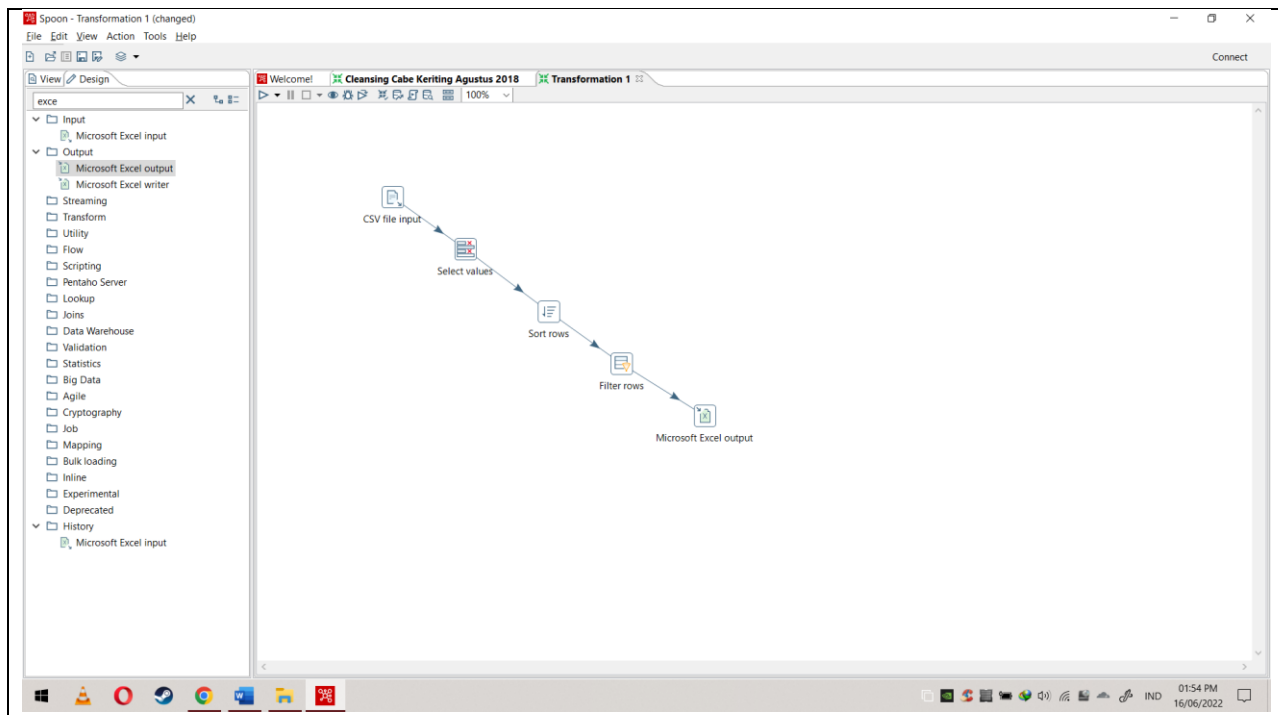 Spoon - Transformation 1 (changed)
File Edit View Action Tools Help
Connect
View Design
Welcome! Cleansing Cabe Keriting Agustus 2018 Transformation 1
exce
100%
Input
Microsoft Excel input
Output
Microsoft Excel output
Microsoft Excel writer
Streaming
Transform
Utility
Flow
Scripting
Pentaho Server
Lookup
Joins
Data Warehouse
Validation
Statistics
Big Data
Agile
Cryptography
Job
Mapping
Bulk loading
Inline
Experimental
Deprecated
History
Microsoft Excel input
CSV file input
Select values
Sort rows
Filter rows
Microsoft Excel output
IND
01:54 PM
16/06/2022